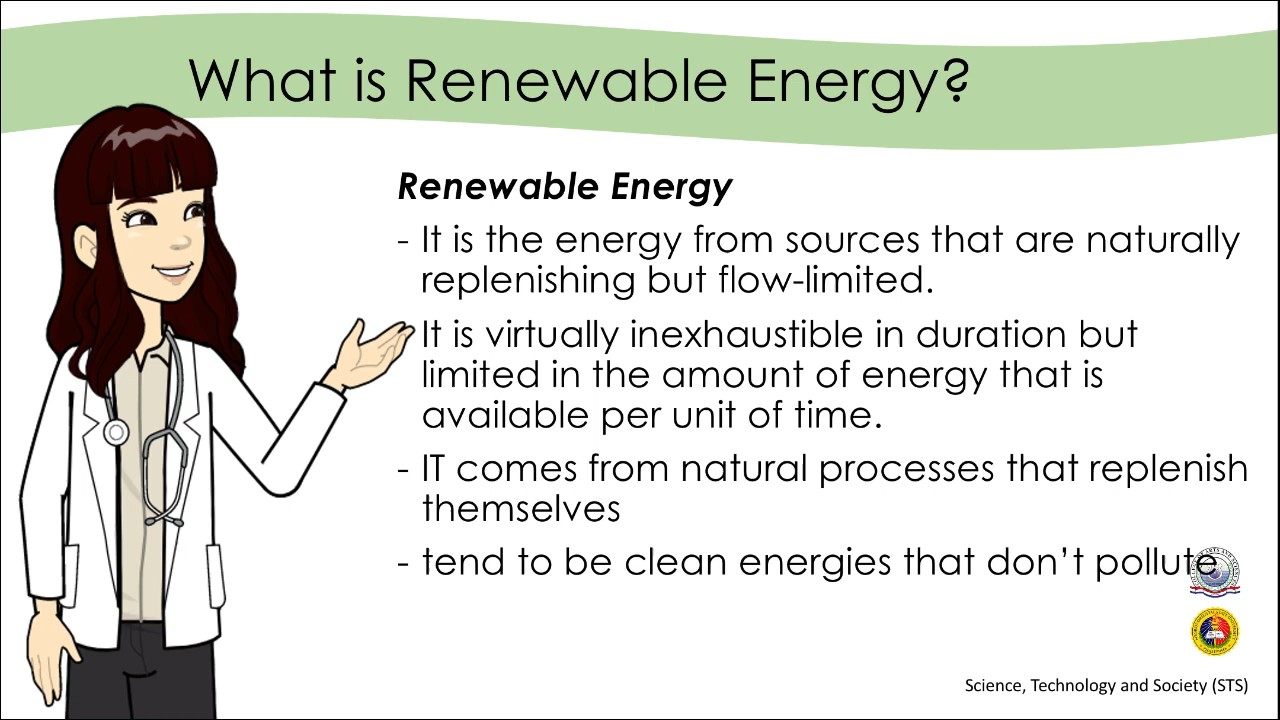 What is Renewable Energy?
Renewable Energy
- It is the energy from sources that are naturally
replenishing but flow-limited.
It is virtually inexhaustible in duration but
limited in the amount of energy that is
available per unit of time.
- IT comes from natural processes that replenish
themselves
- tend to be clean energies that don’t pollute
Science, Technology and Society (STS)